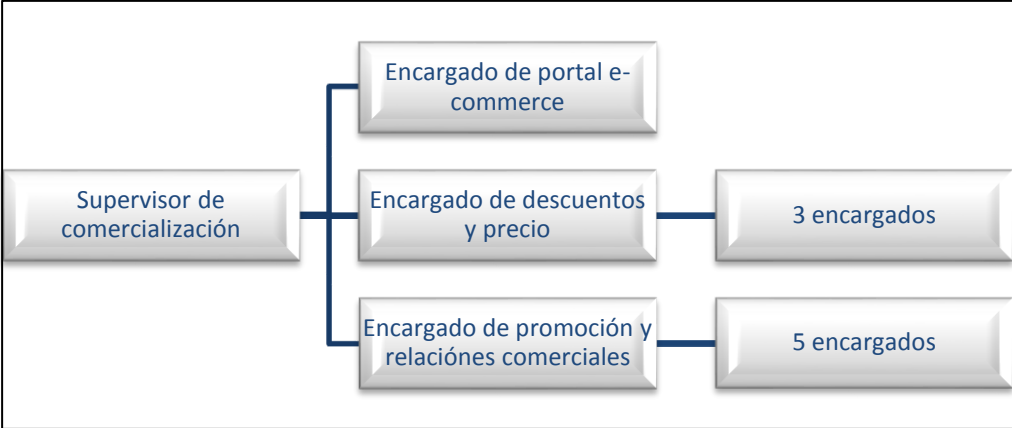 Encargado de portal e-
commerce
Supervisor de
comercialización
Encargado de descuentos
y precio
3 encargados
Encargado de promoción y
relaciónes comerciales
5 encargados